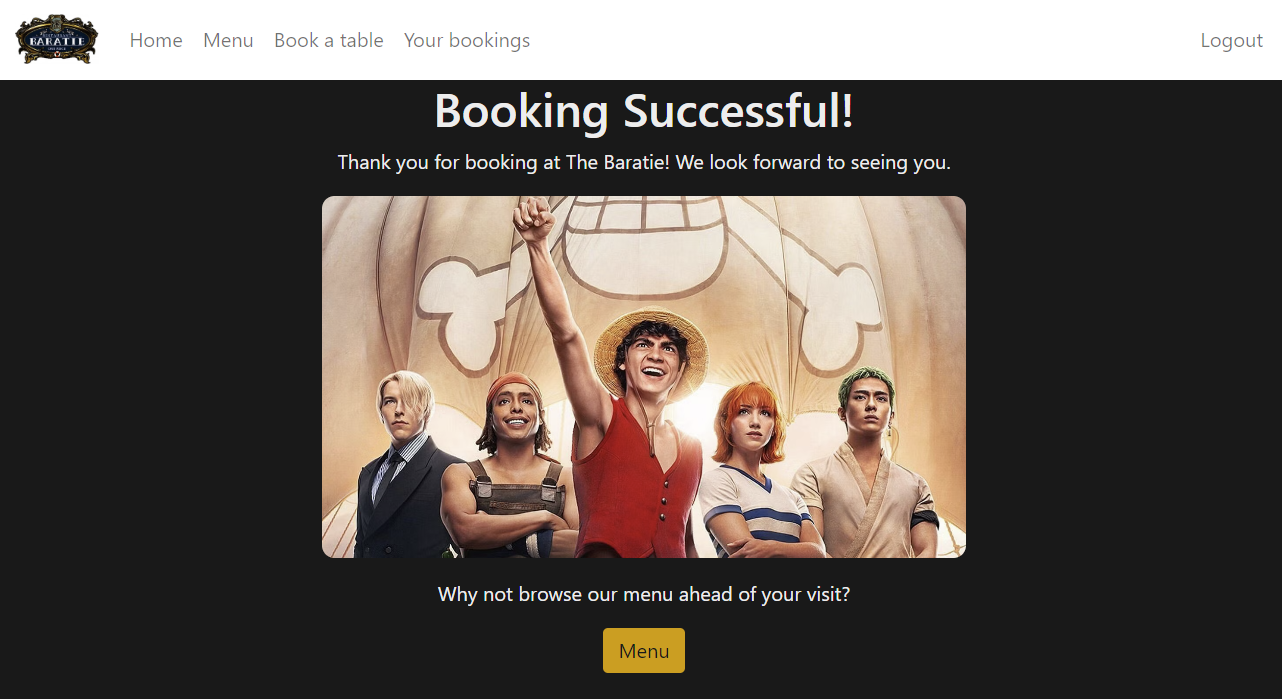 BARATIE
Home Menu Book a table Your bookings Logout
Booking Successful!
Thank you for booking at The Baratie! We look forward to seeing you.
Why not browse our menu ahead of your visit?
Menu